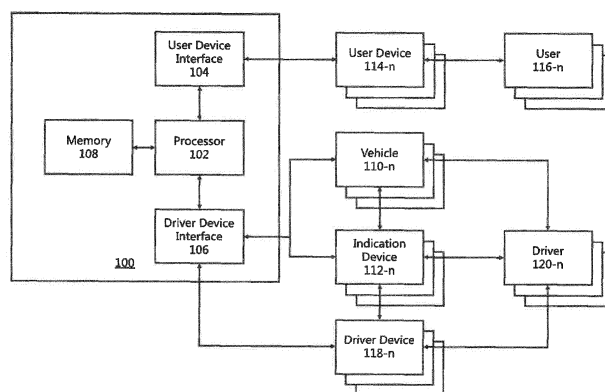 User Device
Interface
104
User Device
114-n
User
116-n
Memory
108
Processor
102
Vehicle
110-n
Driver Device
Interface
106
Indication
Device
112-n
Driver
120-n
100
Driver Device
118-n